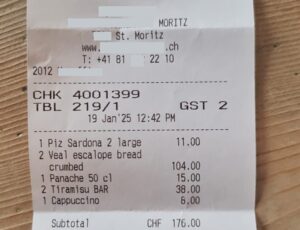 MORITZ
St. Moritz
www. .ch
T: +41 81 22 10
2012
CHK 4001399
TBL 219/1 GST 2
19 Jan'25 12:42 PM
1 Piz Sardona 2 large 11.00
2 Veal escalope bread
crumbed 104.00
1 Panache 50 cl 15.00
2 Tiramisu BAR 38.00
1 Cappuccino 8.00
Subtotal CHF 176.00